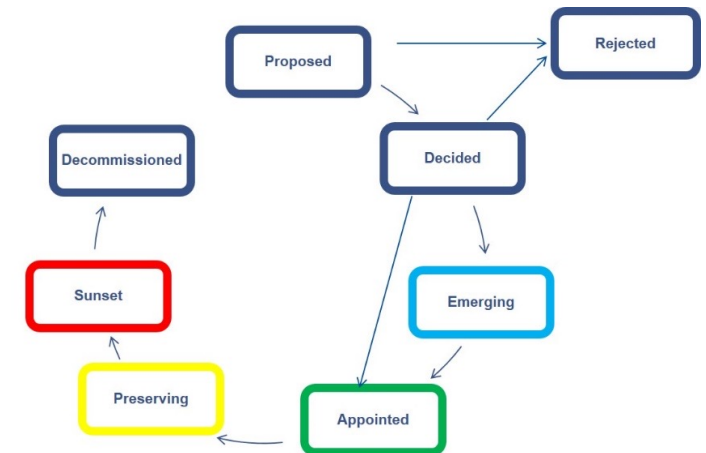 Rejected
Proposed
Decided
Decommissioned
Sunset
Emerging
Preserving
Appointed